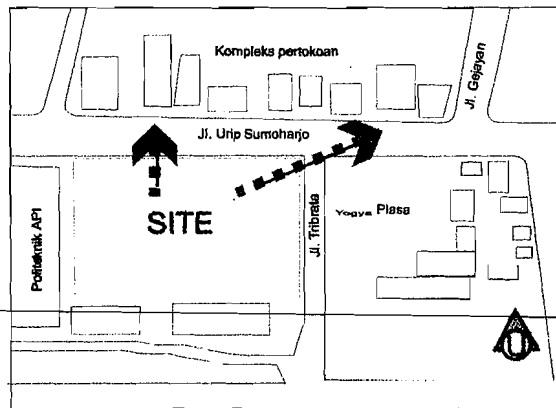 Kompleks pertokoan
Jl. Gejayan
Jl. Urip Sumoharjo
SITE
Jl. Tribrata
Yogya Plasa
Politeknik API
U